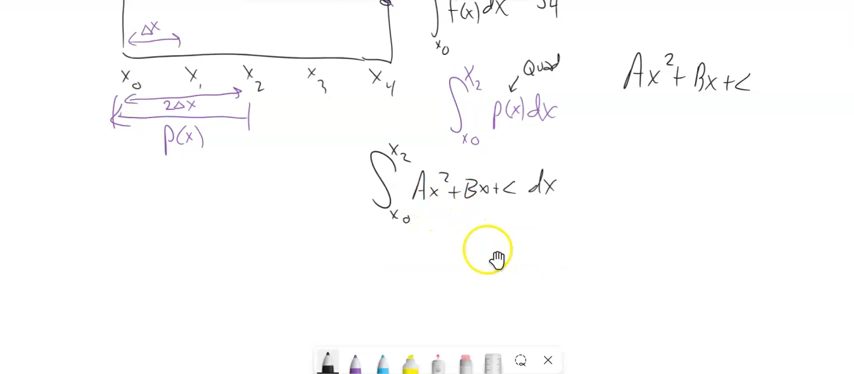 ∫x₀ f(x)dx S4
Δx
x₀ x₁ x₂ x₃ x₄
2Δx
P(x)
Quad
∫x₀^x₂ p(x)dx
Ax²+Bx+C
∫x₀^x₂ Ax²+Bx+C dx